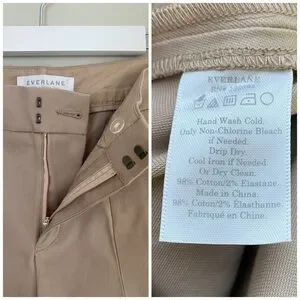 EVERLANE
EVERLANE
Hand Wash Cold.
Only Non-Chlorine Bleach
if Needed.
Drip Dry.
Cool Iron if Needed.
Or Dry Clean.
98% Cotton/2% Elastane.
Made in China.
98% Coton/2% Élasthanne.
Fabriqué en Chine.